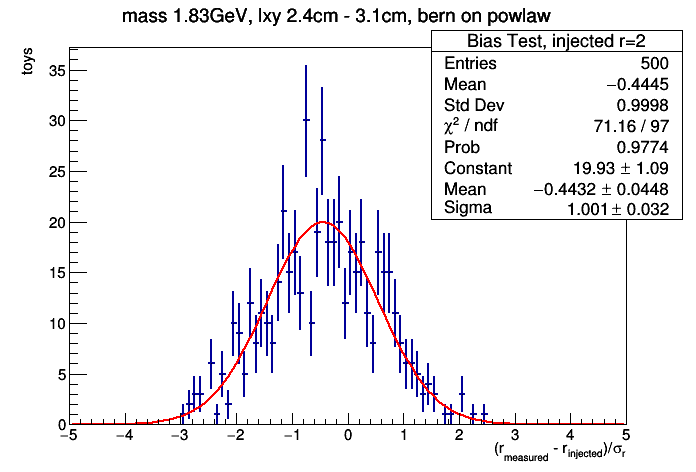 mass 1.83GeV, lxy 2.4cm - 3.1cm, bern on powlaw
Bias Test, injected r=2
Entries 500
Mean −0.4445
Std Dev 0.9998
χ² / ndf 71.16 / 97
Prob 0.9774
Constant 19.93 ± 1.09
Mean −0.4432 ± 0.0448
Sigma 1.001 ± 0.032
toys
35
30
25
20
15
10
5
0
−5 −4 −3 −2 −1 0 1 2 3 4 5
(r_measured - r_injected)/σ_r